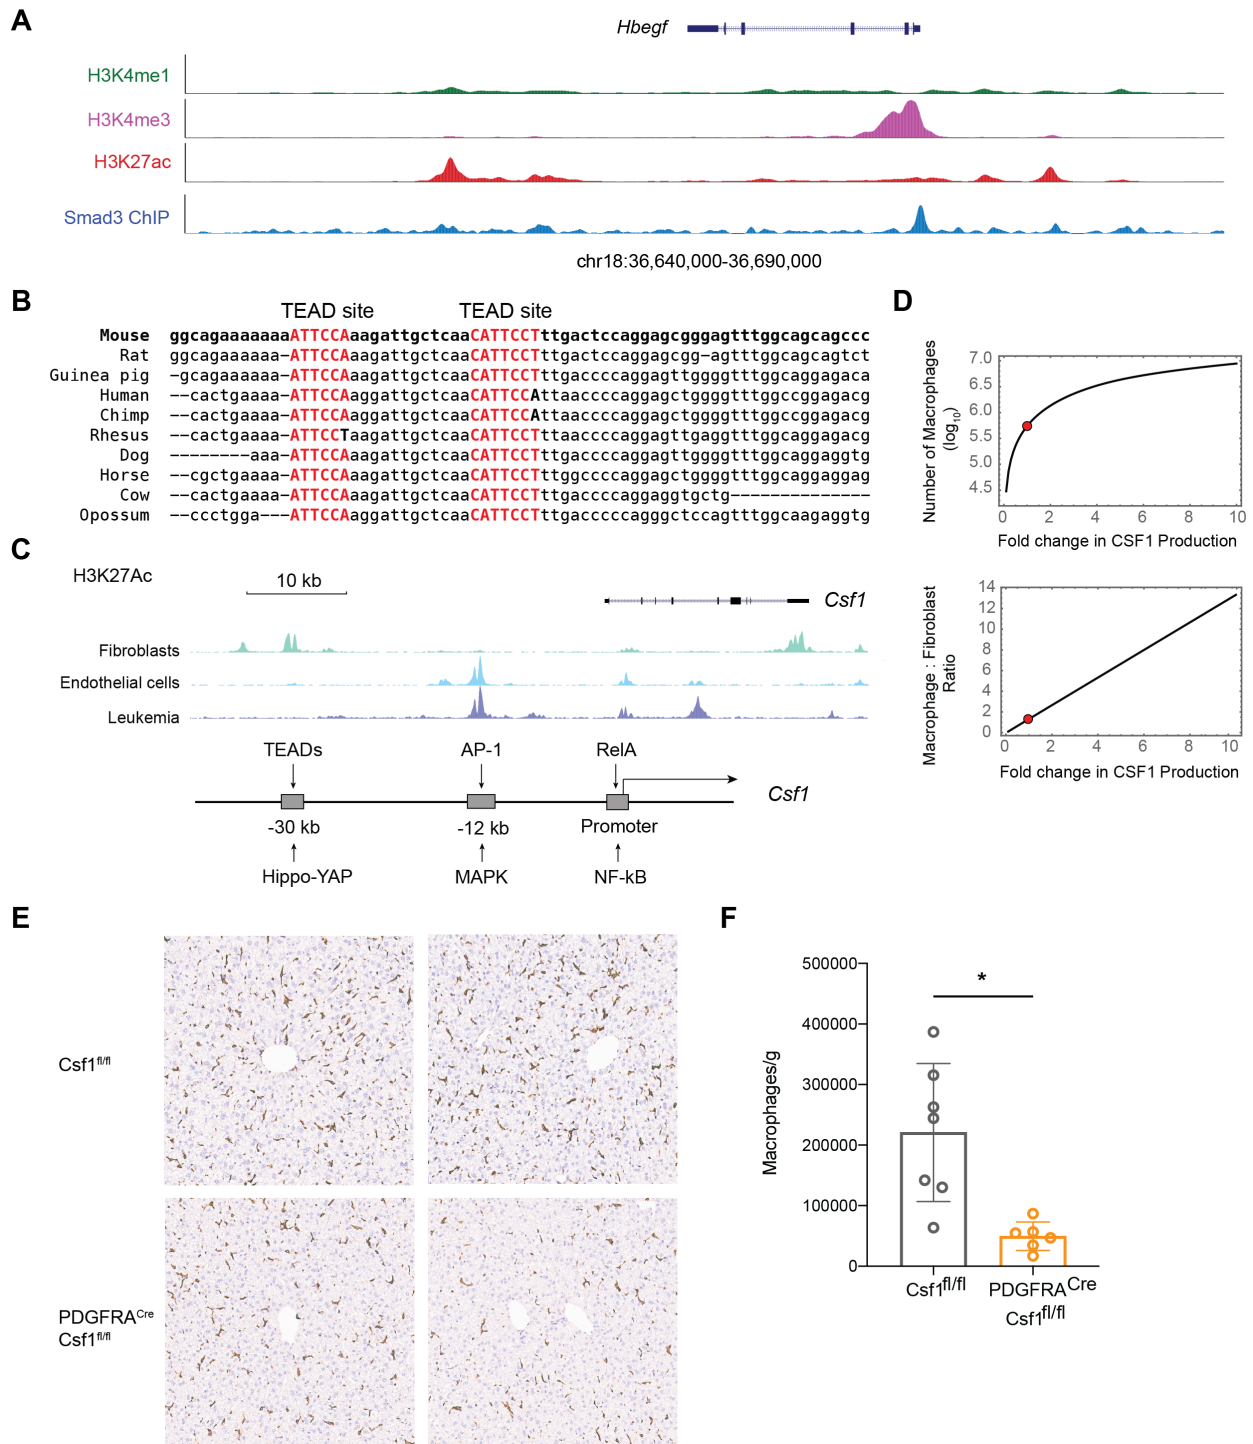 A
Hbegf
H3K4me1
H3K4me3
H3K27ac
Smad3 ChIP
chr18:36,640,000-36,690,000
B
TEAD site TEAD site
Mouse ggcagaaaaaaaATTCCAaagattgctcaaCATTCCTttgactccaggagcgggagtttggcagcagccc
Rat ggcagaaaaaa−ATTCCAaagattgctcaaCATTCCTttgactccaggagcgg−agtttggcagcagtct
Guinea pig −gcagaaaaaa−ATTCCAaagattgctcaaCATTCCTttgaccccaggagttggggtttggcaggagaca
Human −−cactgaaaa−ATTCCAaagattgctcaaCATTCCAttaaccccaggagctggggtttggccggagacg
Chimp −−cactgaaaa−ATTCCAaagattgctcaaCATTCCAttaaccccaggagctggggtttggccggagacg
Rhesus −−cactgaaaa−ATTCCTaagattgctcaaCATTCCTttaaccccaggagttgaggtttggcaggagacg
Dog −−−−−−−−aaa−ATTCCAaagattgctcaaCATTCCTttgaccccaggagttggggtttggcaggaggtg
Horse −−cgctgaaaa−ATTCCAaagattgctcaaCATTCCTttggccccaggagctggggtttggcaggaggag
Cow −−cactgaaaa−ATTCCAaagattgctcaaCATTCCTttgaccccaggaggtgctg−−−−−−−−−−−−−−
Opossum −−ccctgga−−−ATTCCAaggattgctcaaCATTCCTttgacccccagggctccagtttggcaagaggtg
C
H3K27Ac
10 kb
Csf1
Fibroblasts
Endothelial cells
Leukemia
TEADs AP-1 RelA
Csf1
-30 kb -12 kb Promoter
Hippo-YAP MAPK NF-kB
D
Number of Macrophages
(log10)
7.0
6.5
6.0
5.5
5.0
4.5
0 2 4 6 8 10
Fold change in CSF1 Production
Macrophage : Fibroblast
Ratio
14
12
10
8
6
4
2
0
0 2 4 6 8 10
Fold change in CSF1 Production
E
Csf1fl/fl
PDGFRACre
Csf1fl/fl
F
Macrophages/g
500000
400000
300000
200000
100000
0
*
Csf1fl/fl
PDGFRACre
Csf1fl/fl